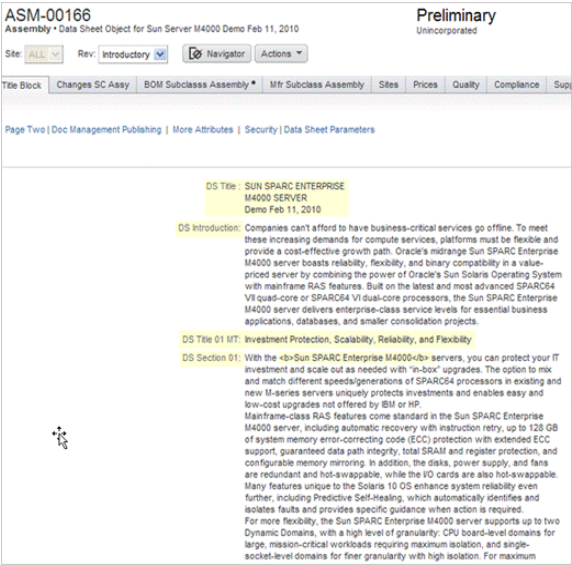 ASM-00166
Preliminary
Assembly • Data Sheet Object for Sun Server M4000 Demo Feb 11, 2010
Unincorporated
Site: ALL Rev: Introductory Navigator Actions
Title Block Changes SC Assy BOM Subclasss Assembly * Mfr Subclass Assembly Sites Prices Quality Compliance Supp
Page Two | Doc Management Publishing | More Attributes | Security | Data Sheet Parameters
DS Title : SUN SPARC ENTERPRISE
M4000 SERVER
Demo Feb 11, 2010
DS Introduction: Companies can't afford to have business-critical services go offline. To meet
these increasing demands for compute services, platforms must be flexible and
provide a cost-effective growth path. Oracle's midrange Sun SPARC Enterprise
M4000 server boasts reliability, flexibility, and binary compatibility in a value-
priced server by combining the power of Oracle's Sun Solaris Operating System
with mainframe RAS features. Built on the latest and most advanced SPARC64
VII quad-core or SPARC64 VI dual-core processors, the Sun SPARC Enterprise
M4000 server delivers enterprise-class service levels for essential business
applications, databases, and smaller consolidation projects.
DS Title 01 MT: Investment Protection, Scalability, Reliability, and Flexibility
DS Section 01: With the <b>Sun SPARC Enterprise M4000</b> servers, you can protect your IT
investment and scale out as needed with "in-box" upgrades. The option to mix
and match different speeds/generations of SPARC64 processors in existing and
new M-series servers uniquely protects investments and enables easy and
low-cost upgrades not offered by IBM or HP.
Mainframe-class RAS features come standard in the Sun SPARC Enterprise
M4000 server, including automatic recovery with instruction retry, up to 128 GB
of system memory error-correcting code (ECC) protection with extended ECC
support, guaranteed data path integrity, total SRAM and register protection, and
configurable memory mirroring. In addition, the disks, power supply, and fans
are redundant and hot-swappable, while the I/O cards are also hot-swappable.
Many features unique to the Solaris 10 OS enhance system reliability even
further, including Predictive Self-Healing, which automatically identifies and
isolates faults and provides specific guidance when action is required.
For more flexibility, the Sun SPARC Enterprise M4000 server supports up to two
Dynamic Domains, with a high level of granularity: CPU board-level domains for
large, mission-critical workloads requiring maximum isolation, and single-
socket-level domains for finer granularity with high isolation. For maximum